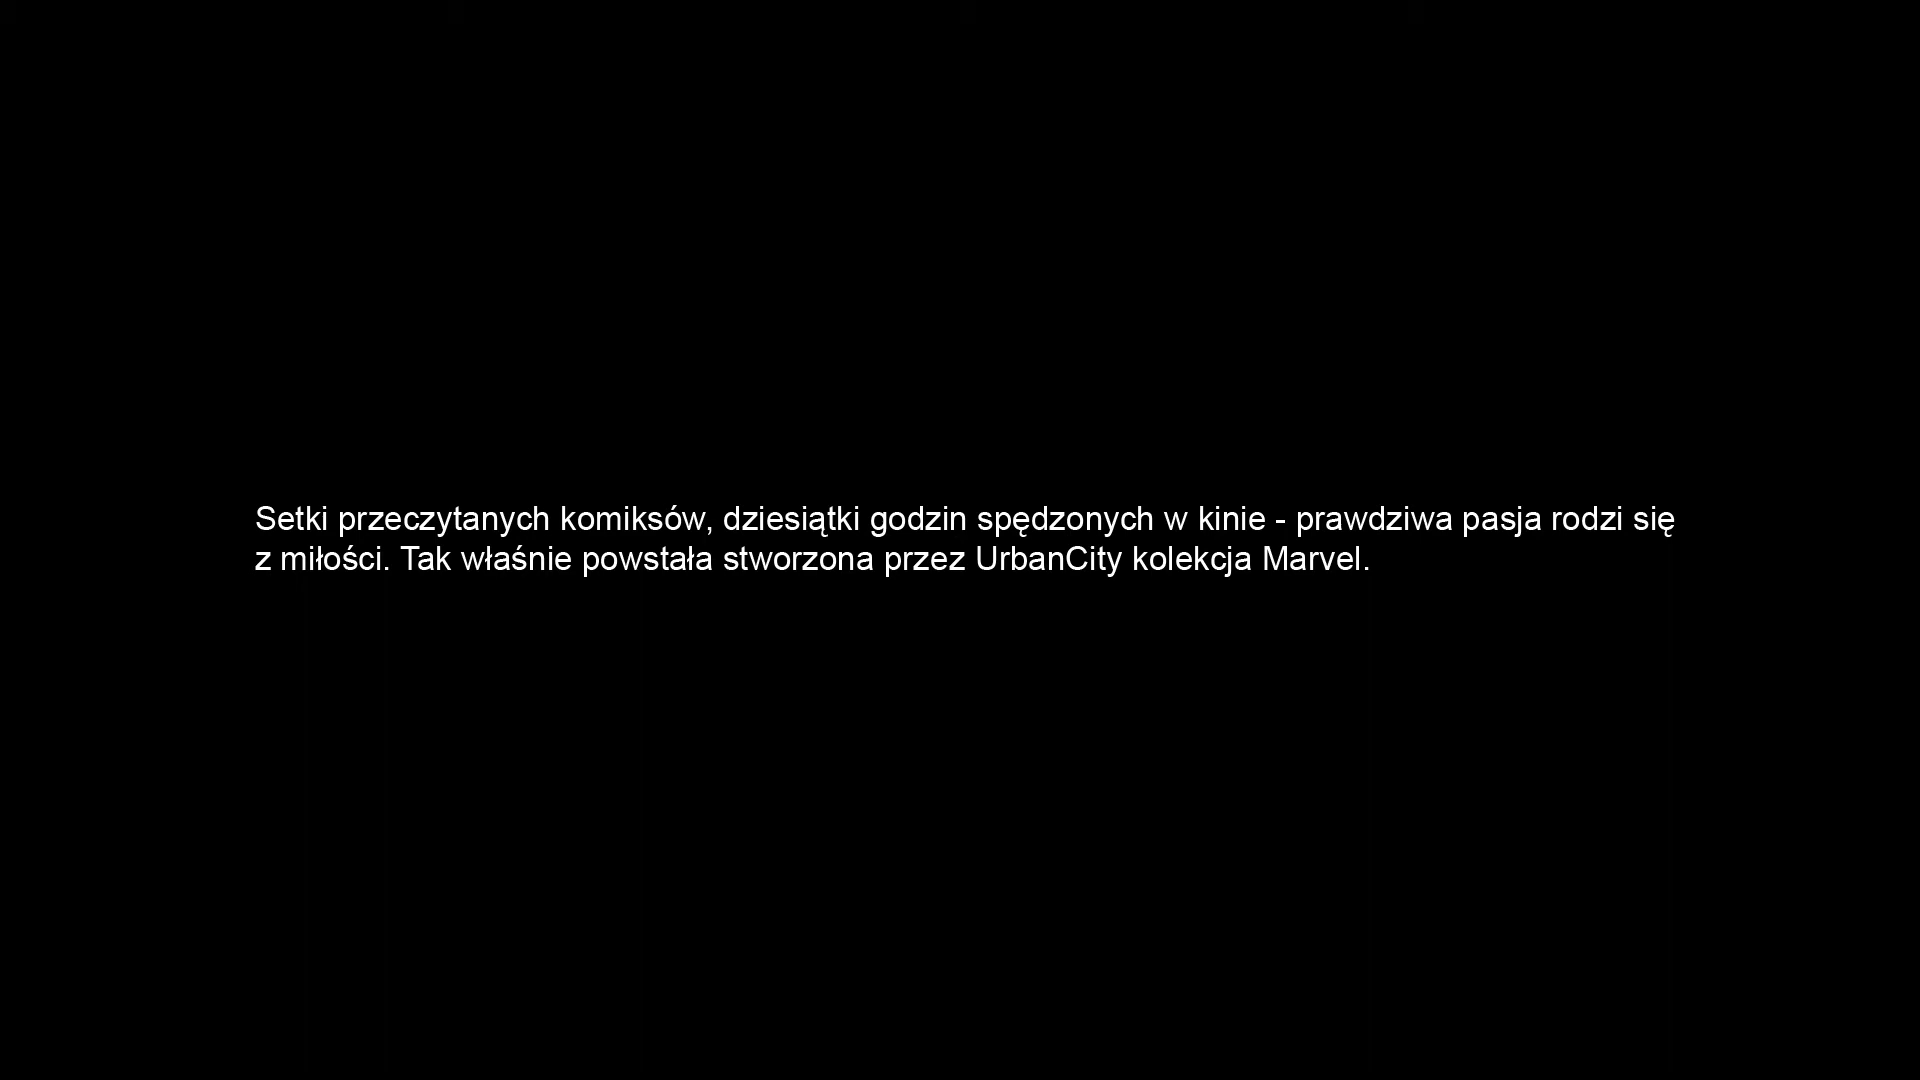 Setki przeczytanych komiksów, dziesiątki godzin spędzonych w kinie - prawdziwa pasja rodzi się
z miłości. Tak właśnie powstała stworzona przez UrbanCity kolekcja Marvel.